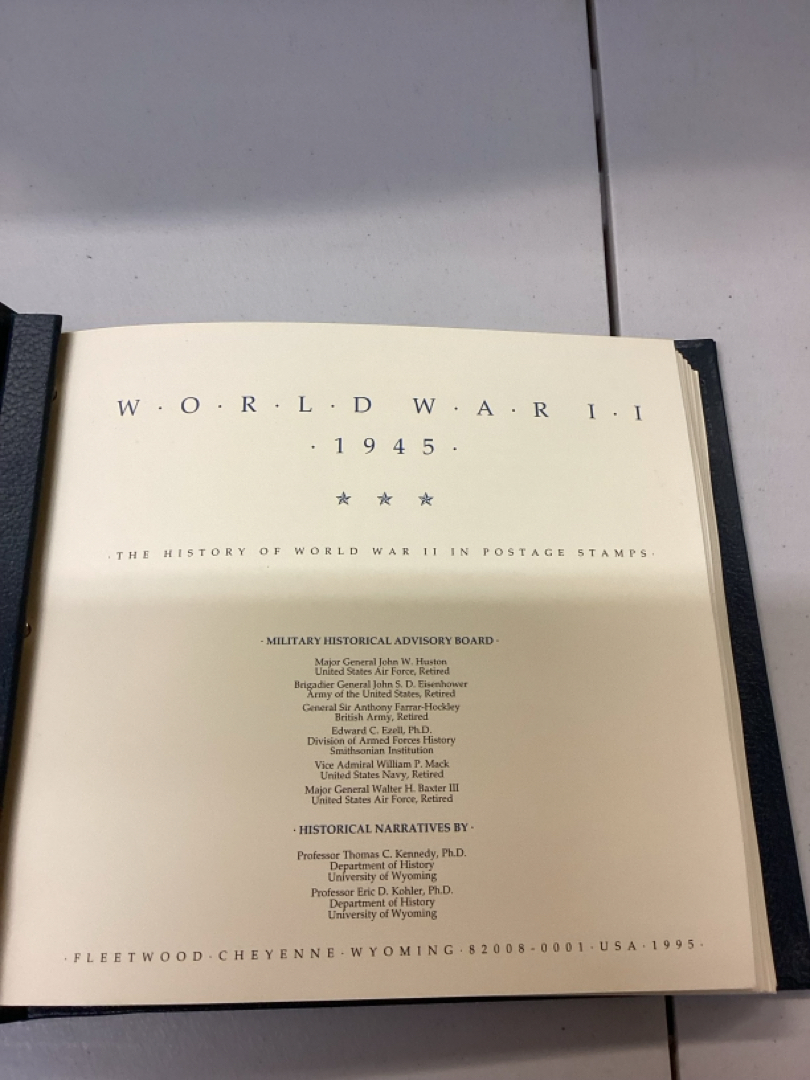 W · O · R · L · D W · A · R I · I
· 1 9 4 5 ·
· THE HISTORY OF WORLD WAR II IN POSTAGE STAMPS ·
· MILITARY HISTORICAL ADVISORY BOARD ·
Major General John W. Huston
United States Air Force, Retired
Brigadier General John S. D. Eisenhower
Army of the United States, Retired
General Sir Anthony Farrar-Hockley
British Army, Retired
Edward C. Ezell, Ph.D.
Division of Armed Forces History
Smithsonian Institution
Vice Admiral William P. Mack
United States Navy, Retired
Major General Walter H. Baxter III
United States Air Force, Retired
· HISTORICAL NARRATIVES BY ·
Professor Thomas C. Kennedy, Ph.D.
Department of History
University of Wyoming
Professor Eric D. Kohler, Ph.D.
Department of History
University of Wyoming
· FLEETWOOD · CHEYENNE · WYOMING · 82008-0001 · USA · 1995 ·